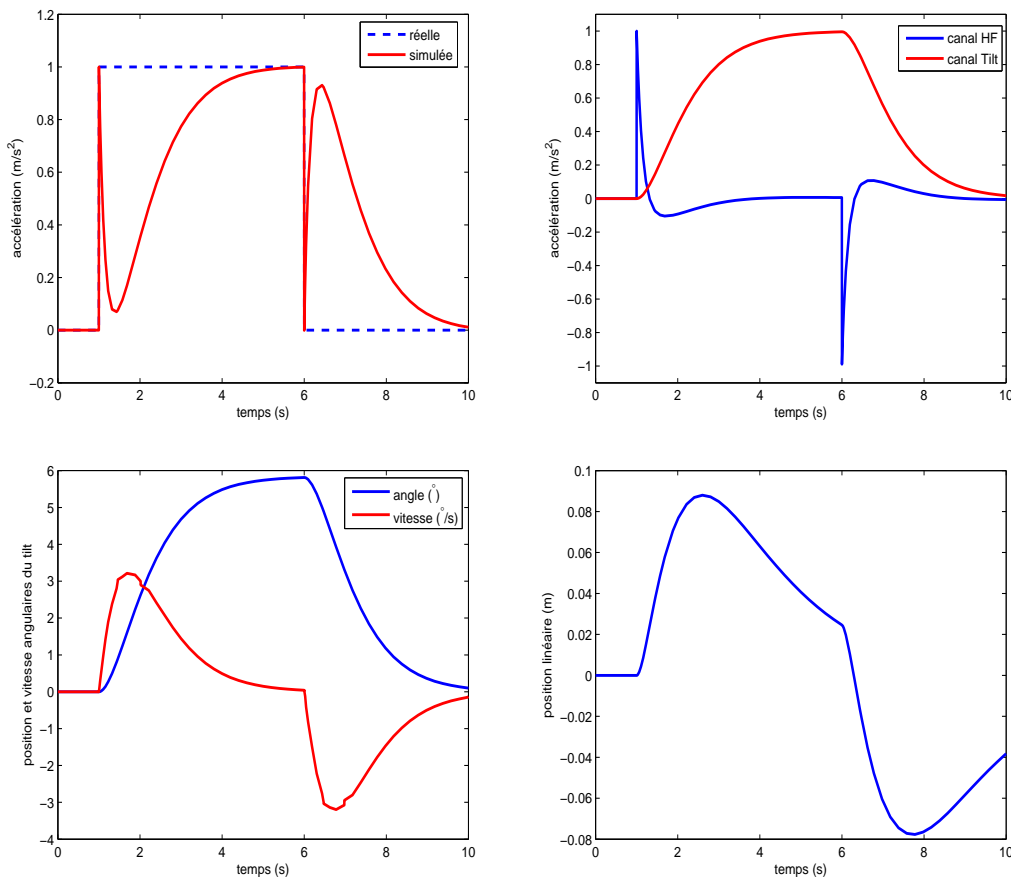 1.2
1
0.8
0.6
0.4
0.2
0
−0.2
0 2 4 6 8 10
accélération (m/s²)
temps (s)
réelle
simulée
1
0.8
0.6
0.4
0.2
0
−0.2
−0.4
−0.6
−0.8
−1
0 2 4 6 8 10
accélération (m/s²)
temps (s)
canal HF
canal Tilt
6
5
4
3
2
1
0
−1
−2
−3
−4
0 2 4 6 8 10
position et vitesse angulaires du tilt
temps (s)
angle (°)
vitesse (°/s)
0.1
0.08
0.06
0.04
0.02
0
−0.02
−0.04
−0.06
−0.08
0 2 4 6 8 10
position linéaire (m)
temps (s)